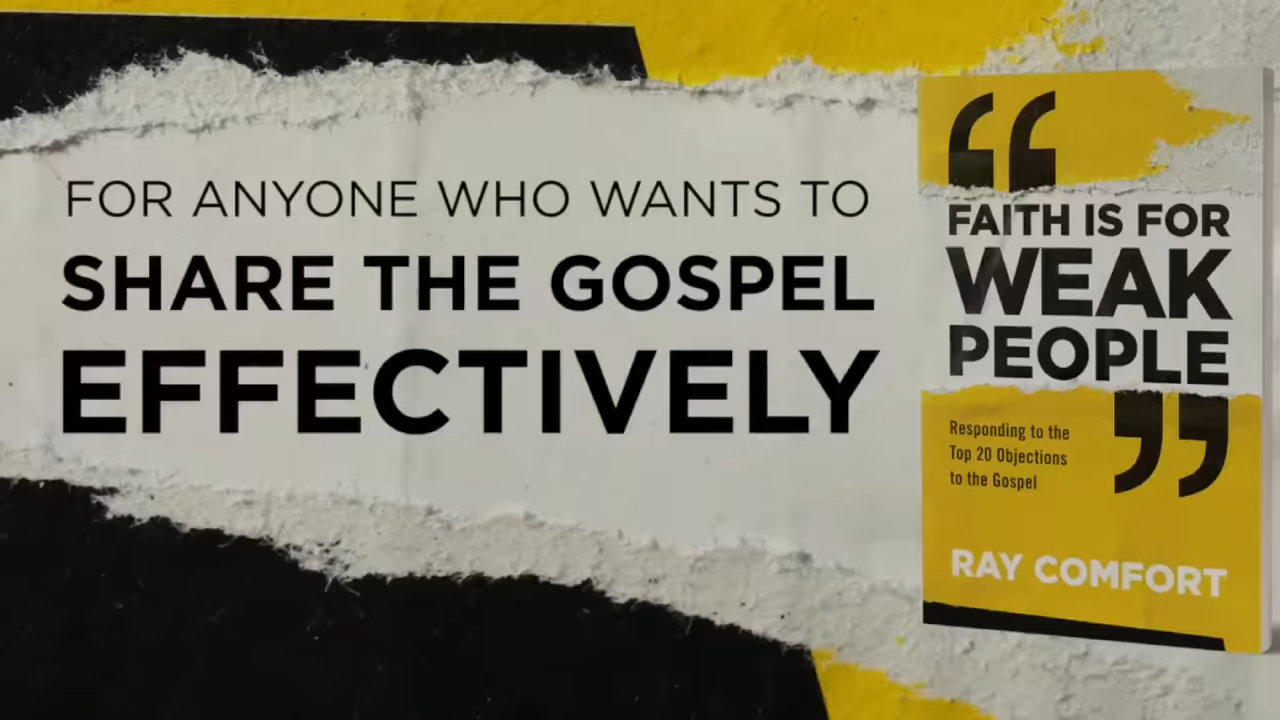 FOR ANYONE WHO WANTS TO
SHARE THE GOSPEL
EFFECTIVELY
“
FAITH IS FOR
WEAK
PEOPLE
”
Responding to the
Top 20 Objections
to the Gospel
RAY COMFORT